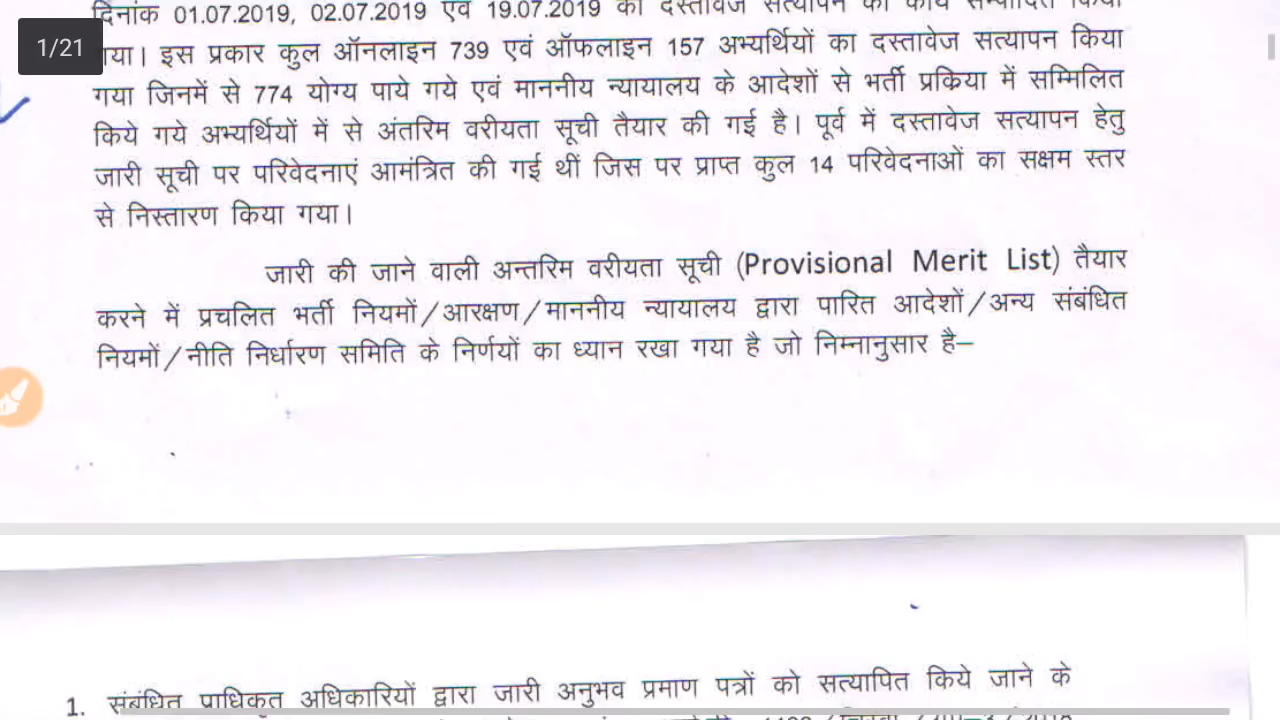 दिनांक 01.07.2019, 02.07.2019 एवं 19.07.2019 को दस्तावेज सत्यापन का कार्य सम्पादित किया
1/21
गया। इस प्रकार कुल ऑनलाइन 739 एवं ऑफलाइन 157 अभ्यर्थियों का दस्तावेज सत्यापन किया
गया जिनमें से 774 योग्य पाये गये एवं माननीय न्यायालय के आदेशों से भर्ती प्रकिया में सम्मिलित
किये गये अभ्यर्थियों में से अंतरिम वरीयता सूची तैयार की गई है। पूर्व में दस्तावेज सत्यापन हेतु
जारी सूची पर परिवेदनाएं आमंत्रित की गई थीं जिस पर प्राप्त कुल 14 परिवेदनाओं का सक्षम स्तर
से निस्तारण किया गया।
जारी की जाने वाली अन्तरिम वरीयता सूची (Provisional Merit List) तैयार
करने में प्रचलित भर्ती नियमों/आरक्षण/माननीय न्यायालय द्वारा पारित आदेशों/अन्य संबंधित
नियमों/नीति निर्धारण समिति के निर्णयों का ध्यान रखा गया है जो निम्नानुसार है–
1. संबंधित प्राधिकृत अधिकारियों द्वारा जारी अनुभव प्रमाण पत्रों को सत्यापित किये जाने के